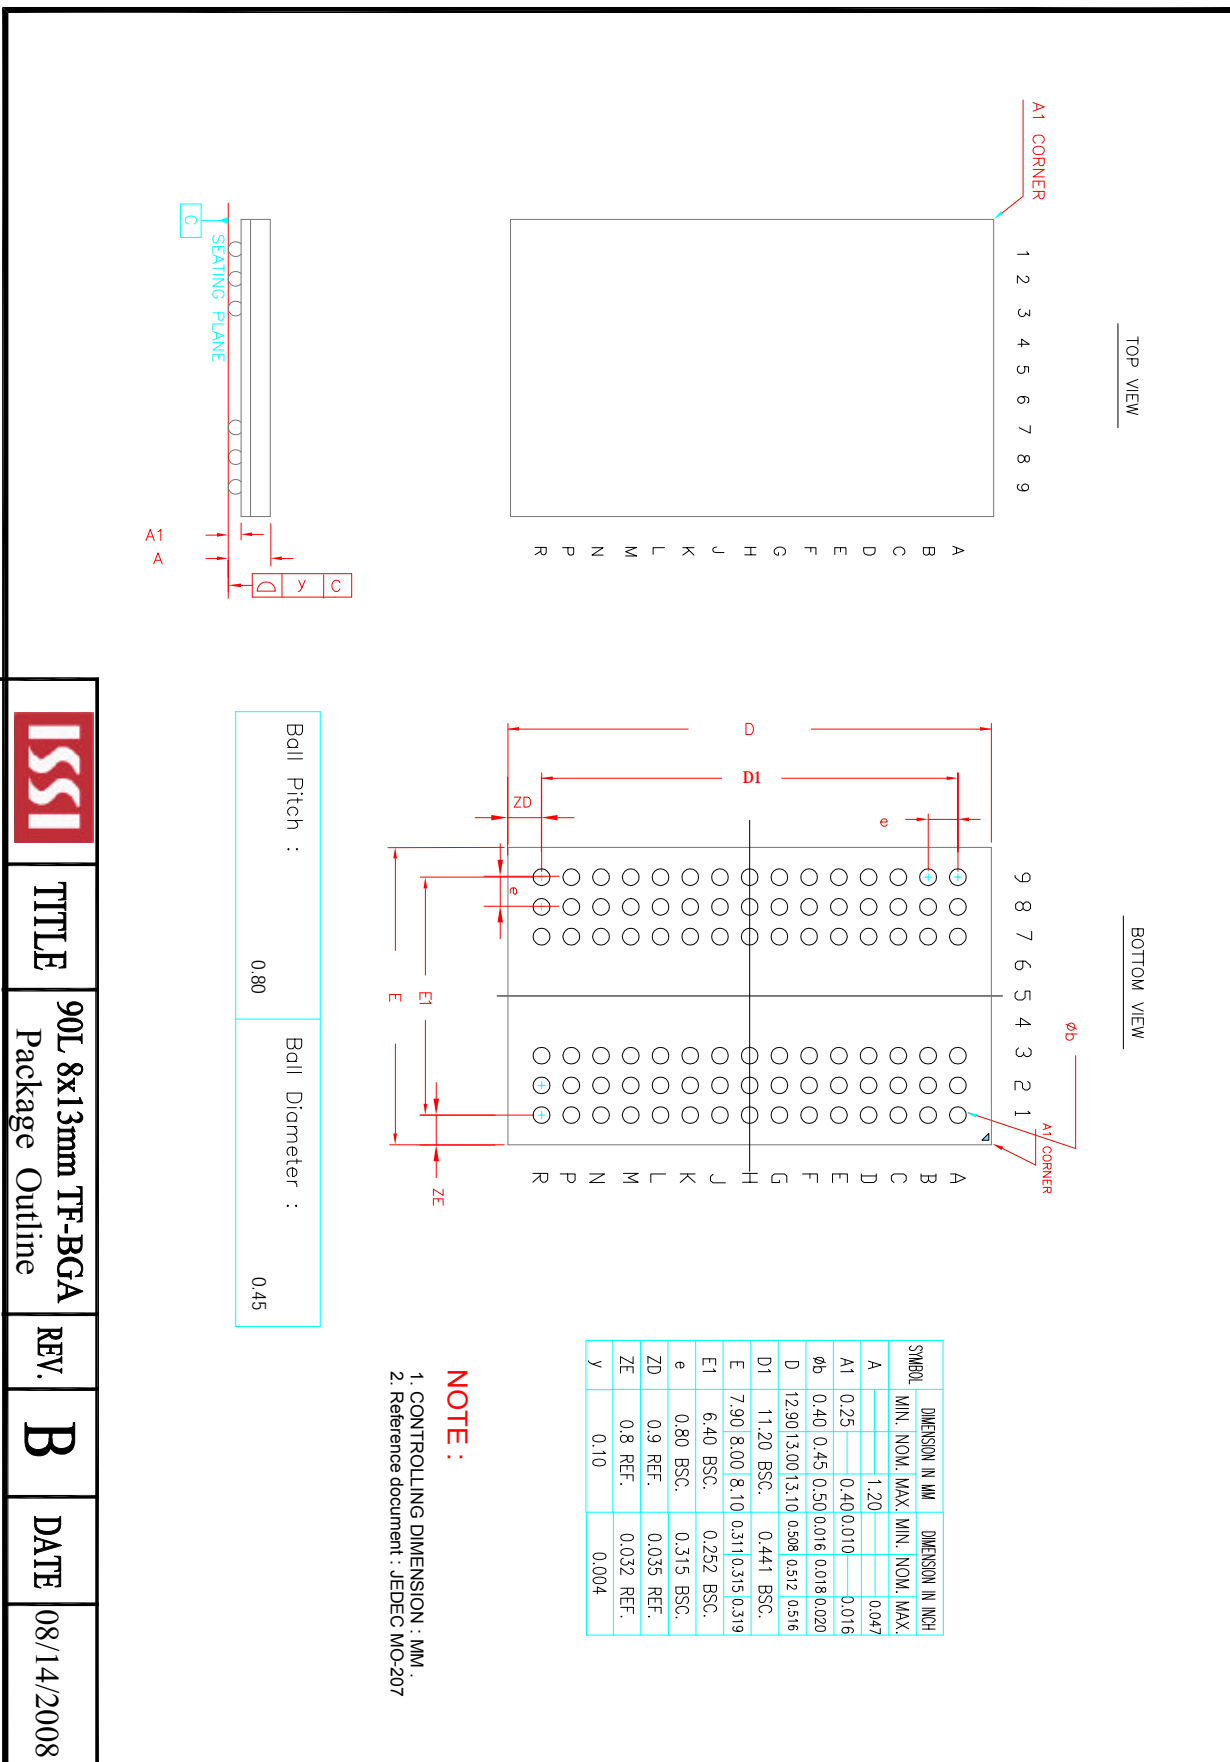 TOP VIEW
A1 CORNER
1 2 3 4 5 6 7 8 9
A
B
C
D
E
F
G
H
J
K
L
M
N
P
R
C
SEATING PLANE
A1
A
y C
BOTTOM VIEW
Øb
A1 CORNER
9 8 7 6 5 4 3 2 1
A
B
C
D
E
F
G
H
J
K
L
M
N
P
R
e
D
D1
ZD
e
E1
E
ZE
SYMBOL DIMENSION IN MM DIMENSION IN INCH
MIN. NOM. MAX. MIN. NOM. MAX.
A 1.20 0.047
A1 0.25 0.40 0.010 0.016
Øb 0.40 0.45 0.50 0.016 0.018 0.020
D 12.90 13.00 13.10 0.508 0.512 0.516
D1 11.20 BSC. 0.441 BSC.
E 7.90 8.00 8.10 0.311 0.315 0.319
E1 6.40 BSC. 0.252 BSC.
e 0.80 BSC. 0.315 BSC.
ZD 0.9 REF. 0.035 REF.
ZE 0.8 REF. 0.032 REF.
y 0.10 0.004
NOTE :
1. CONTROLLING DIMENSION : MM .
2. Reference document : JEDEC MO-207
Ball Pitch :
0.80
Ball Diameter :
0.45
ISSI
TITLE
90L 8x13mm TF-BGA
Package Outline
REV.
B
DATE
08/14/2008